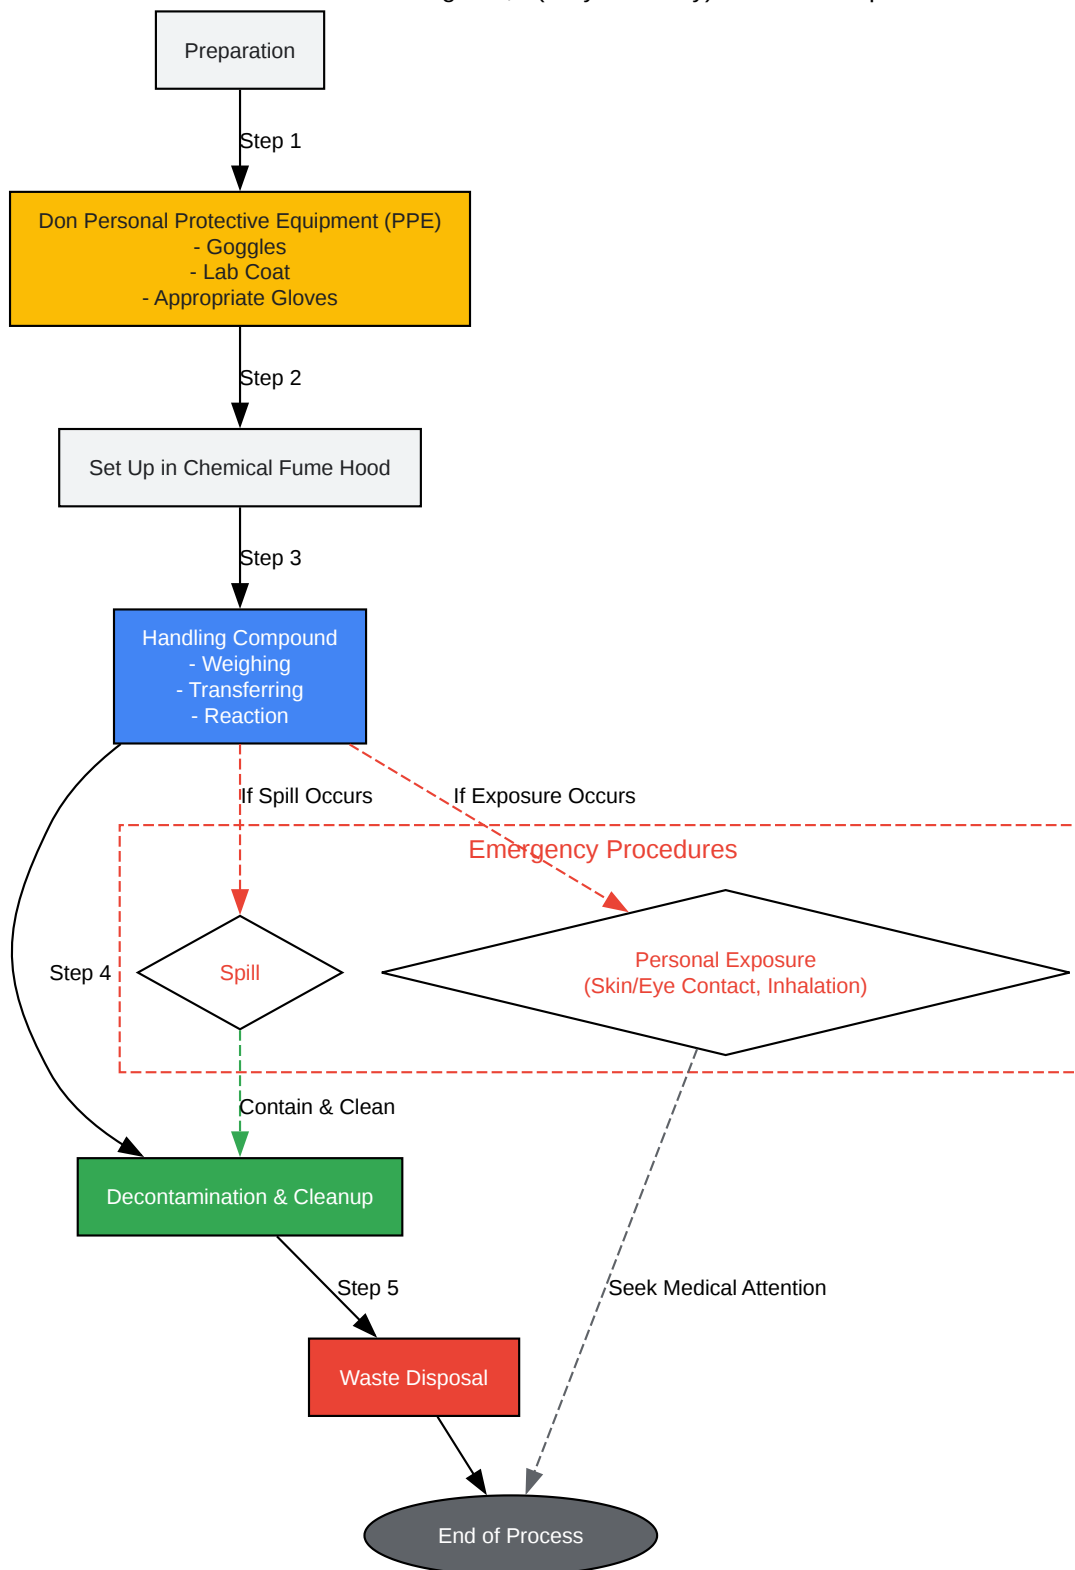 Preparation
Step 1
Don Personal Protective Equipment (PPE)
- Goggles
- Lab Coat
- Appropriate Gloves
Step 2
Set Up in Chemical Fume Hood
Step 3
Handling Compound
- Weighing
- Transferring
- Reaction
If Spill Occurs
If Exposure Occurs
Emergency Procedures
Step 4
Spill
Personal Exposure
(Skin/Eye Contact, Inhalation)
Contain & Clean
Decontamination & Cleanup
Step 5
Seek Medical Attention
Waste Disposal
End of Process